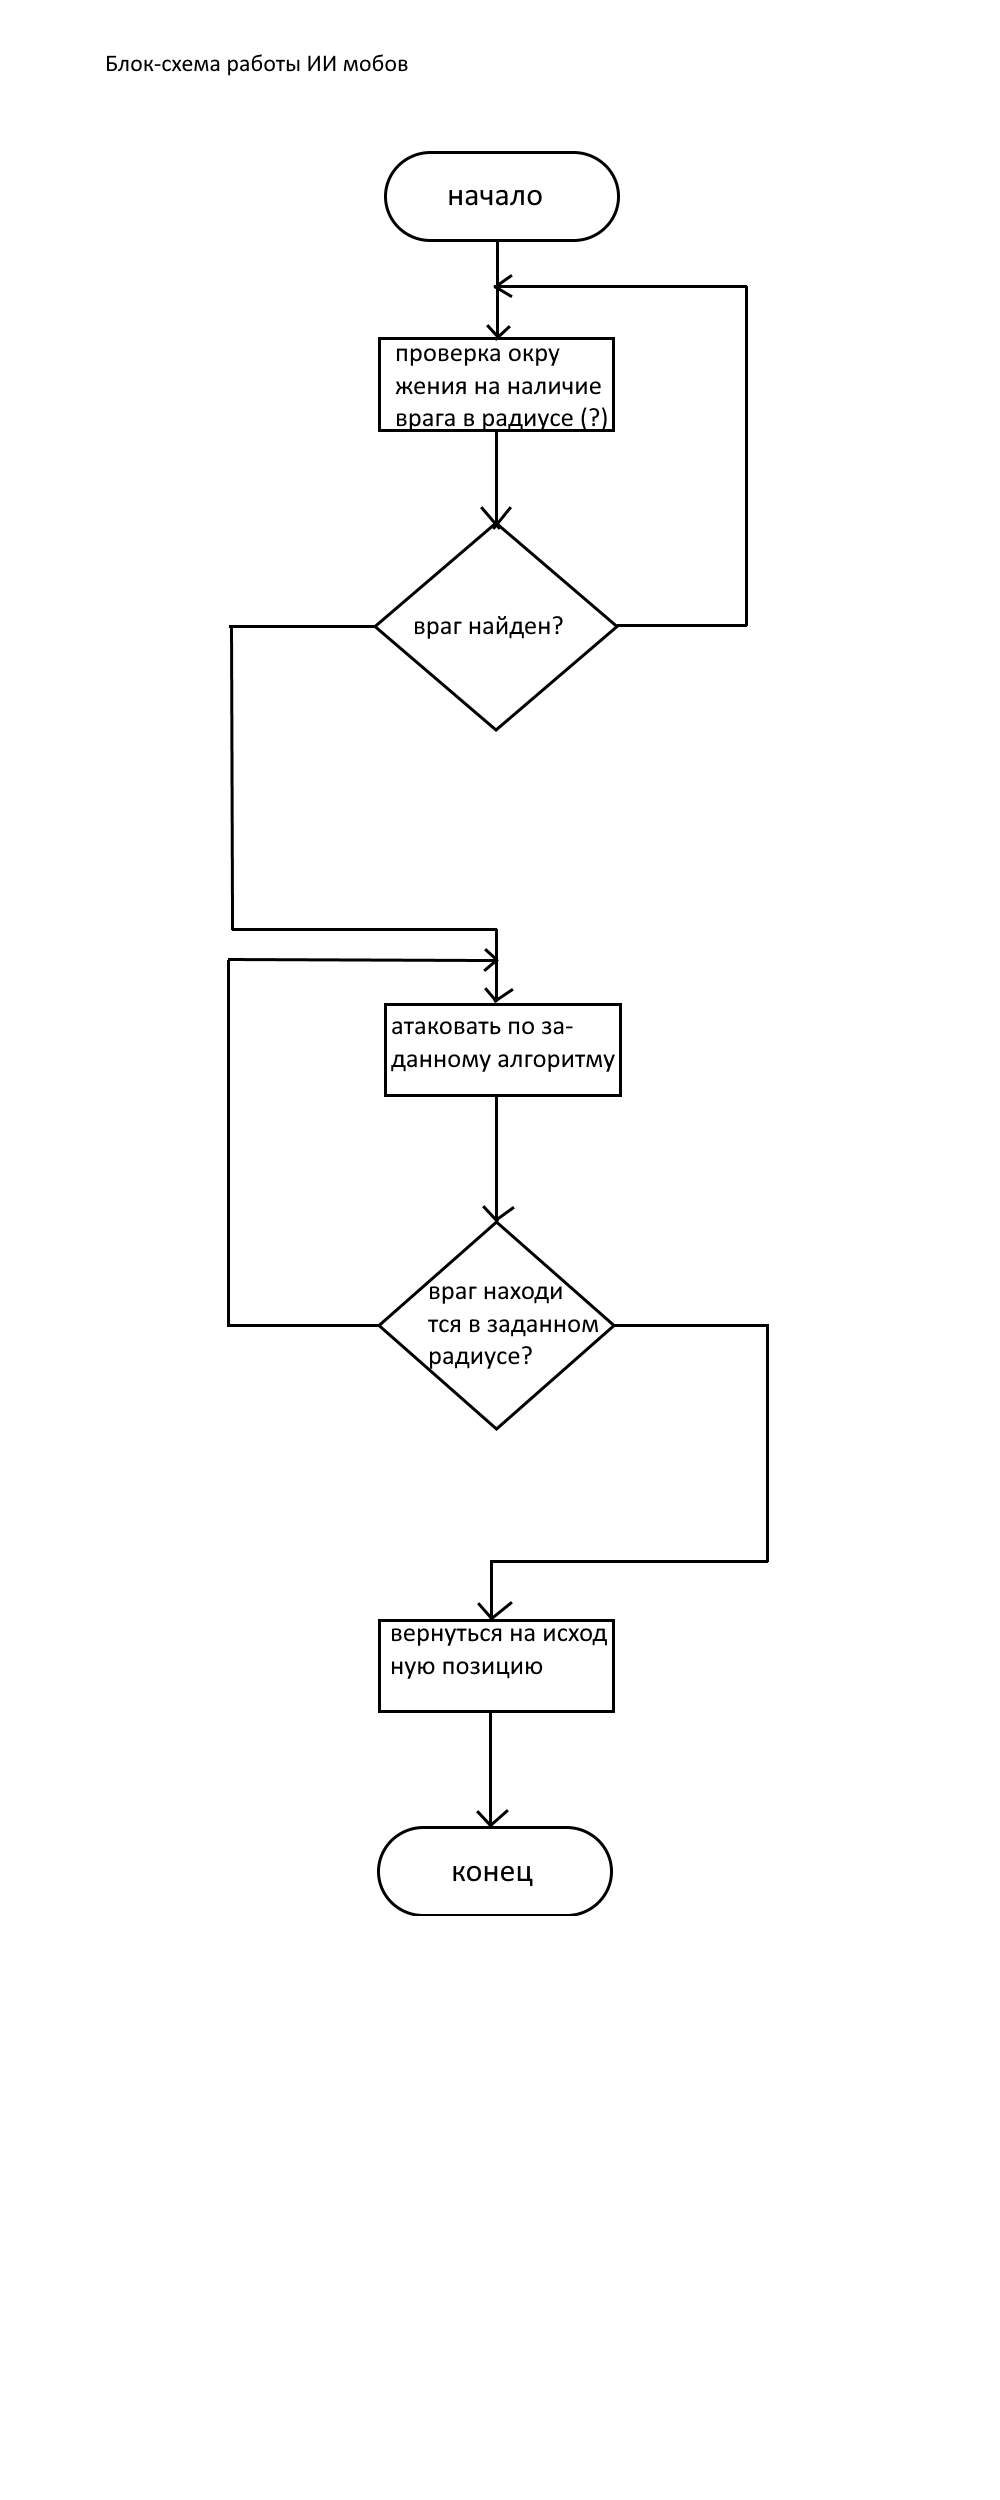 Блок-схема работы ИИ мобов
начало
проверка окру
жения на наличие
врага в радиусе (?)
враг найден?
атаковать по за-
данному алгоритму
враг находи
тся в заданном
радиусе?
вернуться на исход
ную позицию
конец